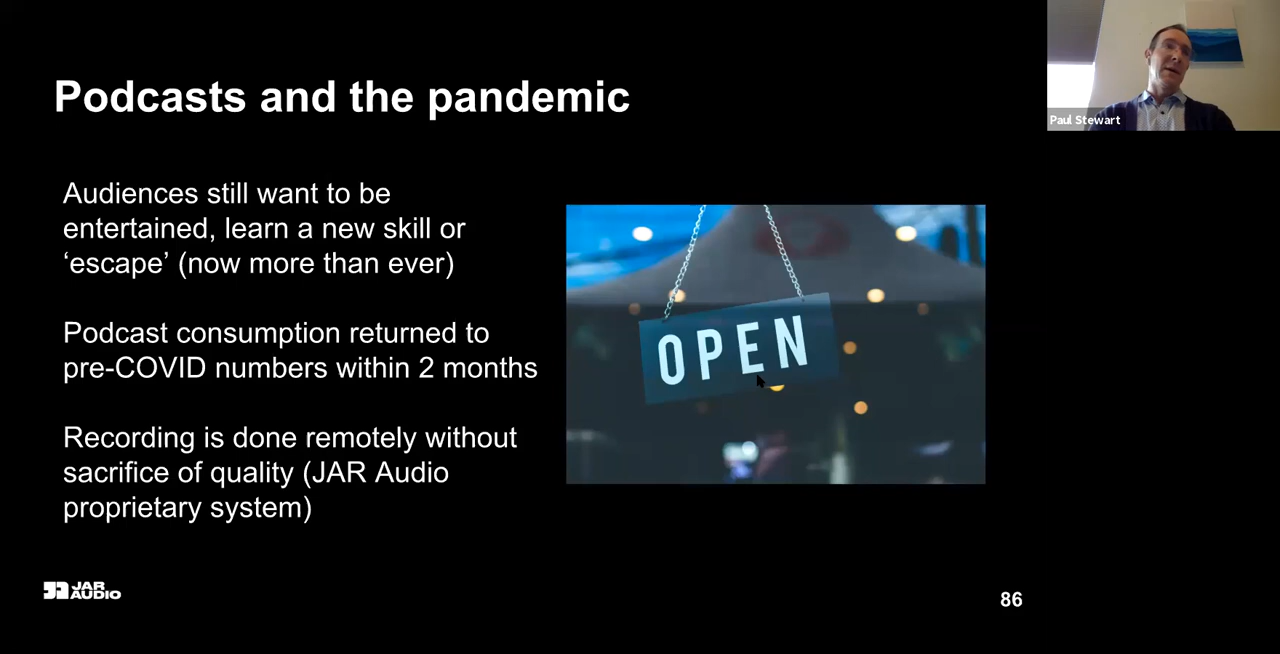 Podcasts and the pandemic
Paul Stewart
Audiences still want to be
entertained, learn a new skill or
‘escape’ (now more than ever)
Podcast consumption returned to
pre-COVID numbers within 2 months
Recording is done remotely without
sacrifice of quality (JAR Audio
proprietary system)
OPEN
JAR
AUDIO
86